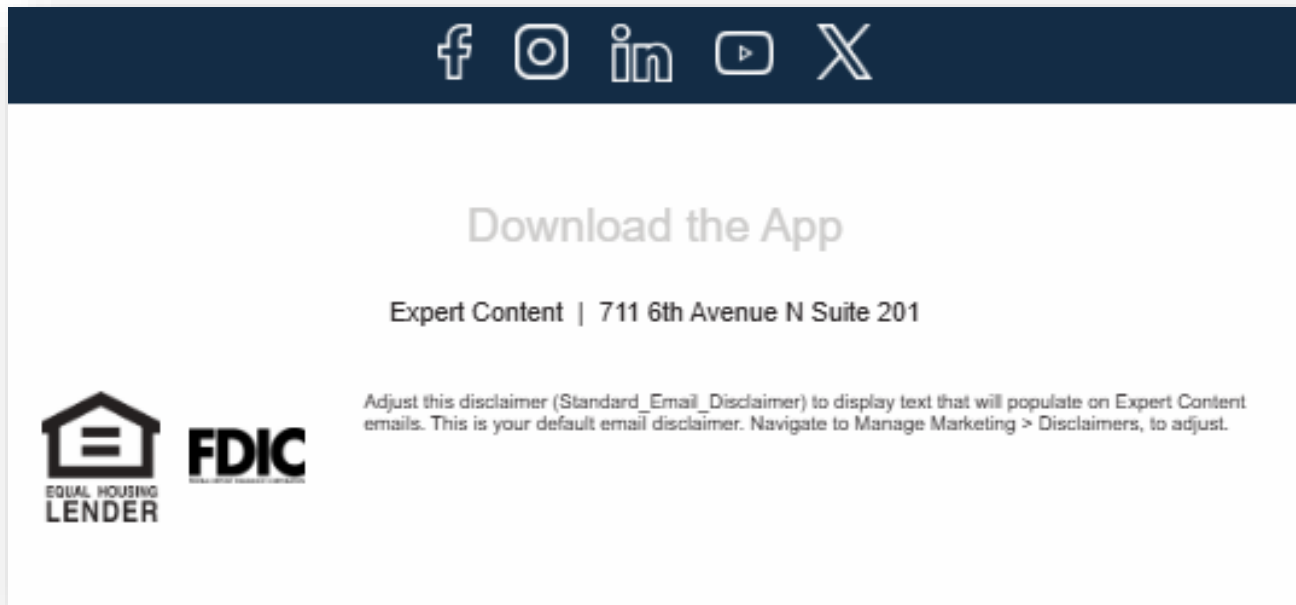 Download the App
Expert Content | 711 6th Avenue N Suite 201
Adjust this disclaimer (Standard_Email_Disclaimer) to display text that will populate on Expert Content
emails. This is your default email disclaimer. Navigate to Manage Marketing > Disclaimers, to adjust.
EQUAL HOUSING
LENDER
FDIC